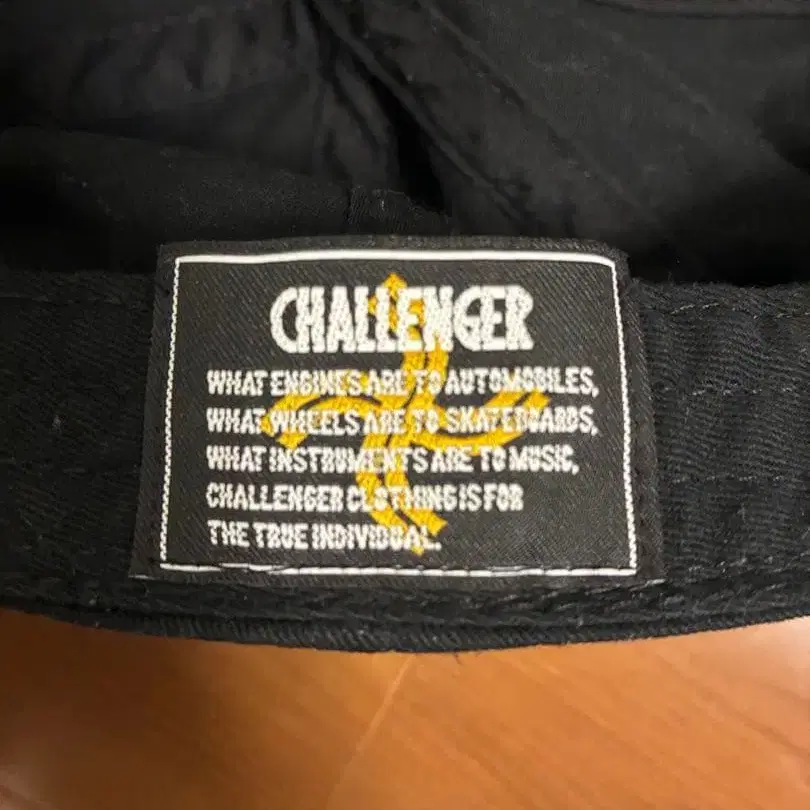 CHALLENGER
WHAT ENGINES ARE TO AUTOMOBILES,
WHAT WHEELS ARE TO SKATEBOARDS,
WHAT INSTRUMENTS ARE TO MUSIC,
CHALLENGER CLOTHING IS FOR
THE TRUE INDIVIDUAL.